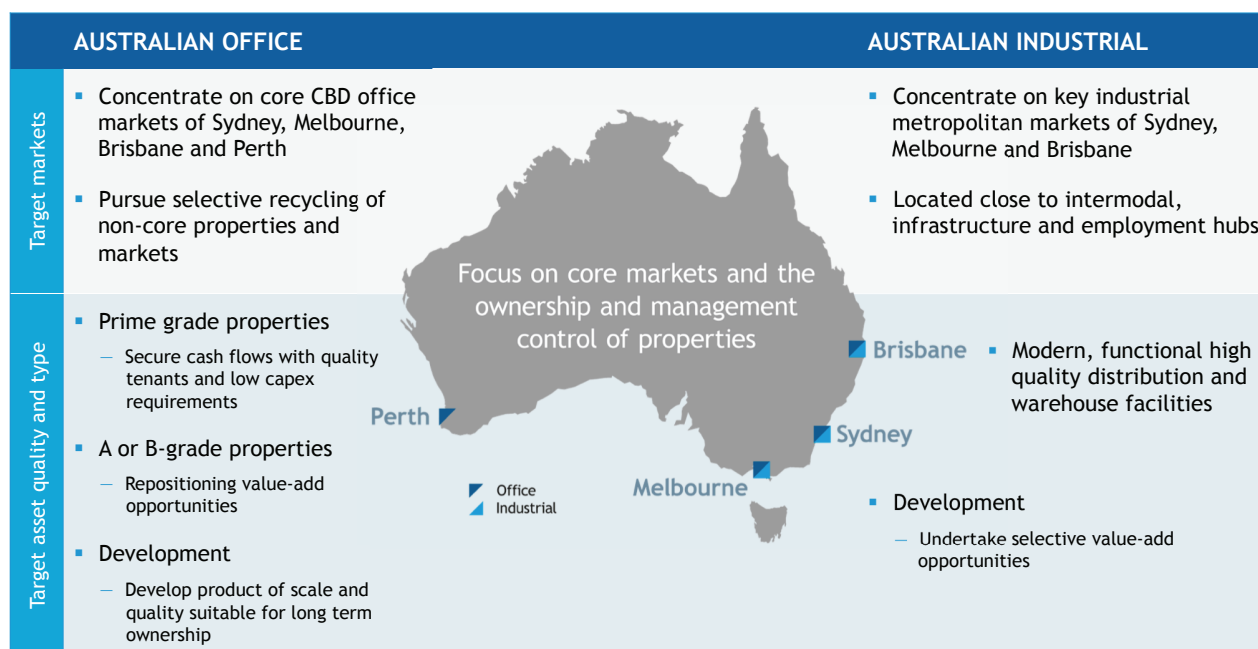 AUSTRALIAN OFFICE
AUSTRALIAN INDUSTRIAL
Target markets
▪ Concentrate on core CBD office
markets of Sydney, Melbourne,
Brisbane and Perth
▪ Pursue selective recycling of
non-core properties and
markets
▪ Concentrate on key industrial
metropolitan markets of Sydney,
Melbourne and Brisbane
▪ Located close to intermodal,
infrastructure and employment hubs
Focus on core markets and the
ownership and management
control of properties
Target asset quality and type
▪ Prime grade properties
— Secure cash flows with quality
tenants and low capex
requirements
▪ A or B-grade properties
— Repositioning value-add
opportunities
▪ Development
— Develop product of scale and
quality suitable for long term
ownership
Perth
Brisbane
Sydney
Melbourne
Office
Industrial
▪ Modern, functional high
quality distribution and
warehouse facilities
▪ Development
— Undertake selective value-add
opportunities